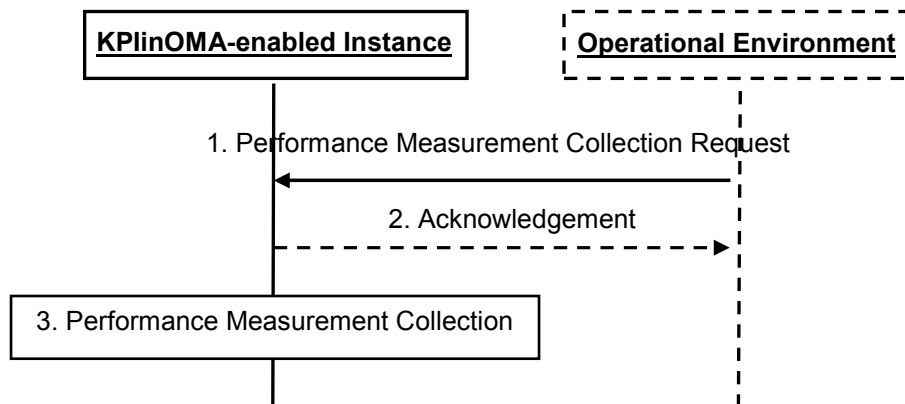 KPIinOMA-enabled Instance
Operational Environment
1. Performance Measurement Collection Request
2. Acknowledgement
3. Performance Measurement Collection